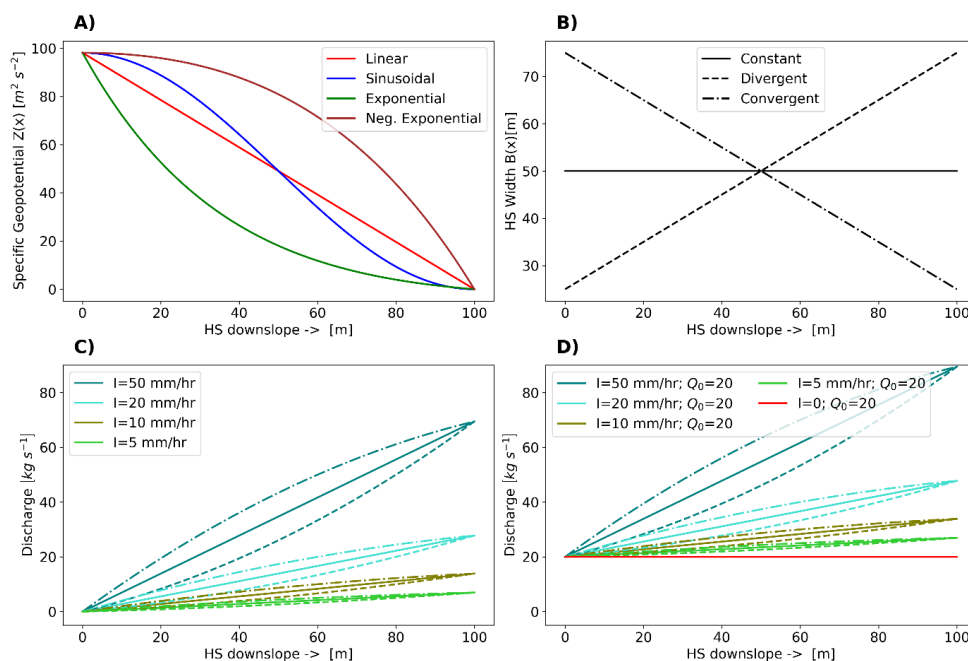 A)
Specific Geopotential Z(x) [m² s⁻²]
100
80
60
40
20
0
Linear
Sinusoidal
Exponential
Neg. Exponential
0 20 40 60 80 100
HS downslope -> [m]
B)
HS Width B(x)[m]
70
60
50
40
30
Constant
Divergent
Convergent
0 20 40 60 80 100
HS downslope -> [m]
C)
Discharge [kg s⁻¹]
80
60
40
20
0
I=50 mm/hr
I=20 mm/hr
I=10 mm/hr
I=5 mm/hr
0 20 40 60 80 100
HS downslope -> [m]
D)
Discharge [kg s⁻¹]
80
60
40
20
0
I=50 mm/hr; Q₀=20
I=20 mm/hr; Q₀=20
I=10 mm/hr; Q₀=20
I=5 mm/hr; Q₀=20
I=0; Q₀=20
0 20 40 60 80 100
HS downslope -> [m]